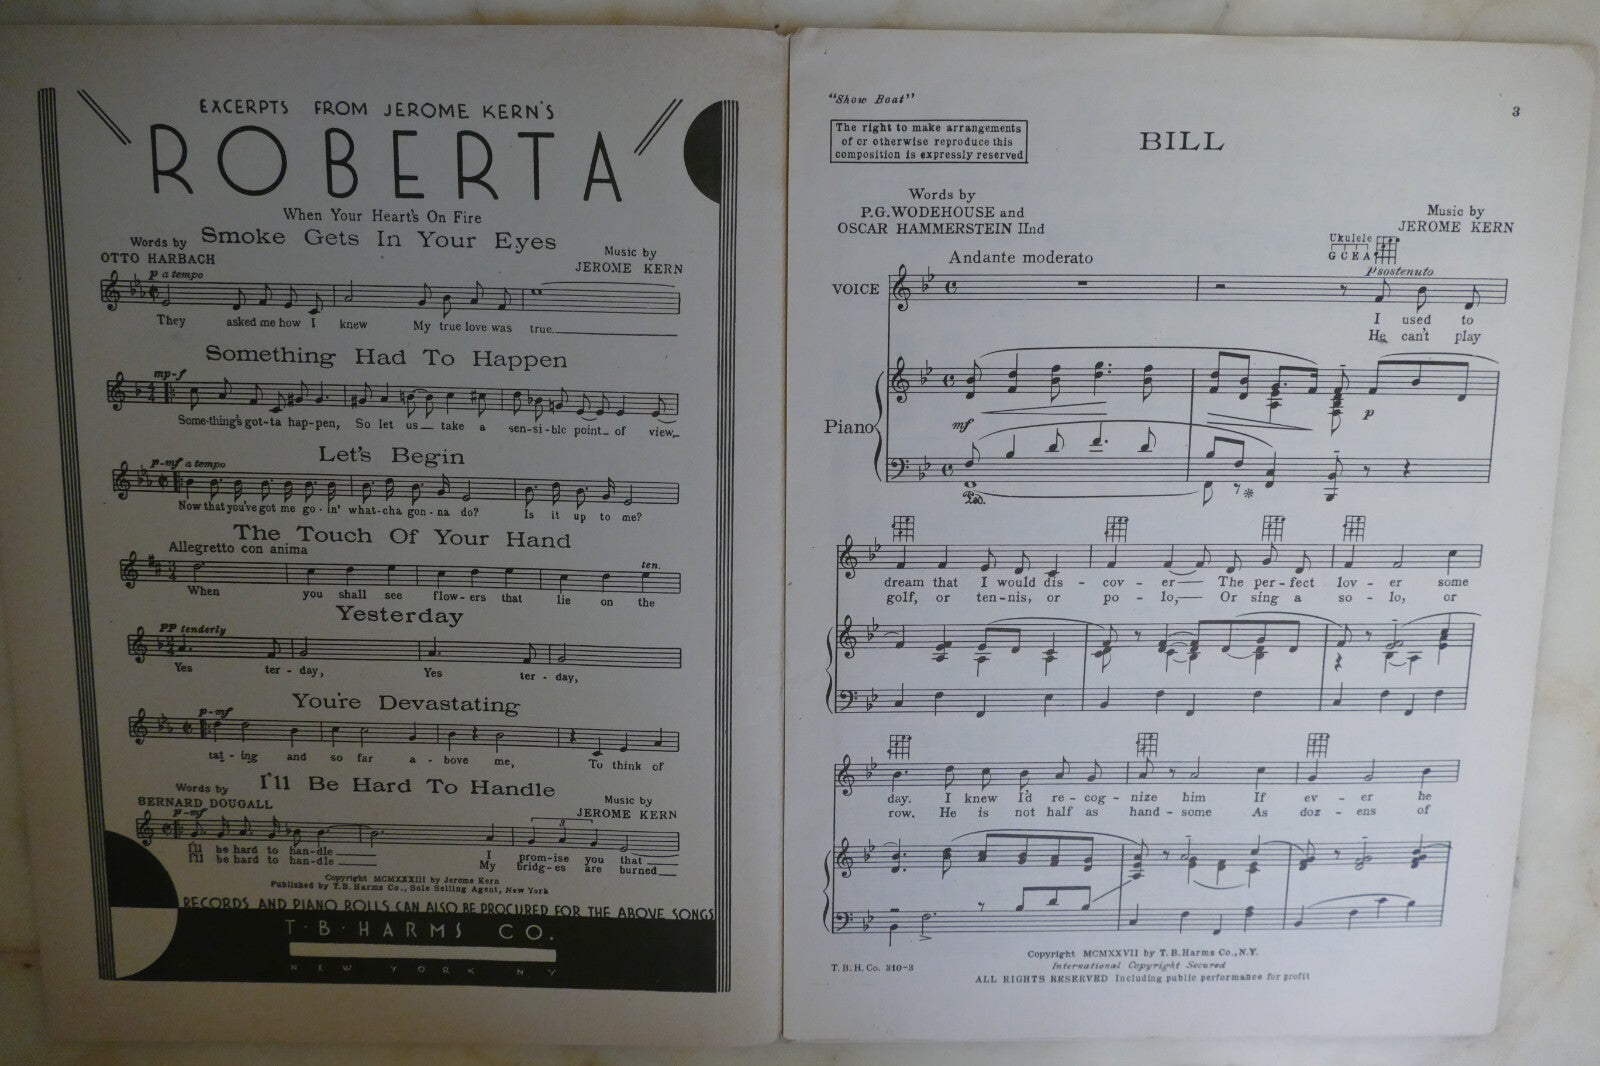 EXCERPTS FROM JEROME KERN'S
ROBERTA
When Your Heart's On Fire
Smoke Gets In Your Eyes
Words by
OTTO HARBACH
Music by
JEROME KERN
p a tempo
They asked me how I knew My true love was true.
Something Had To Happen
mp-f
Some-thing's got-ta hap-pen, So let us take a sen-si-ble point of view,
Let's Begin
p-mf a tempo
Now that you've got me go-in' what-cha gon-na do? Is it up to me?
The Touch Of Your Hand
Allegretto con anima
ten.
When you shall see flow-ers that lie on the
Yesterday
pp tenderly
Yes ter-day, Yes ter-day,
You're Devastating
p-mf
tat-ing and so far a-bove me, To think of
I'll Be Hard To Handle
Words by
BERNARD DOUGALL
Music by
JEROME KERN
p-mf
3
I'll be hard to han-dle I prom-ise you that
I'll be hard to han-dle My bridg-es are burned
Copyright MCMXXXIII by Jerome Kern
Published by T.B. Harms Co., Sole Selling Agent, New York
RECORDS AND PIANO ROLLS CAN ALSO BE PROCURED FOR THE ABOVE SONGS
T·B·HARMS CO.
NEW YORK NY
"Show Boat"
3
The right to make arrangements
of or otherwise reproduce this
composition is expressly reserved
BILL
Words by
P.G. WODEHOUSE and
OSCAR HAMMERSTEIN IInd
Music by
JEROME KERN
Ukulele
G C E A
Andante moderato
p sostenuto
VOICE
I used to
He can't play
Piano
mf
p
Ped.
*
dream that I would dis-cov-er The per-fect lov-er some
golf, or ten-nis, or po-lo, Or sing a so-lo, or
day. I knew I'd re-cog-nize him If ev-er he
row. He is not half as hand-some As doz-ens of
Copyright MCMXXVII by T.B. Harms Co., N.Y.
T. B. H. Co. 310-3
International Copyright Secured
ALL RIGHTS RESERVED Including public performance for profit